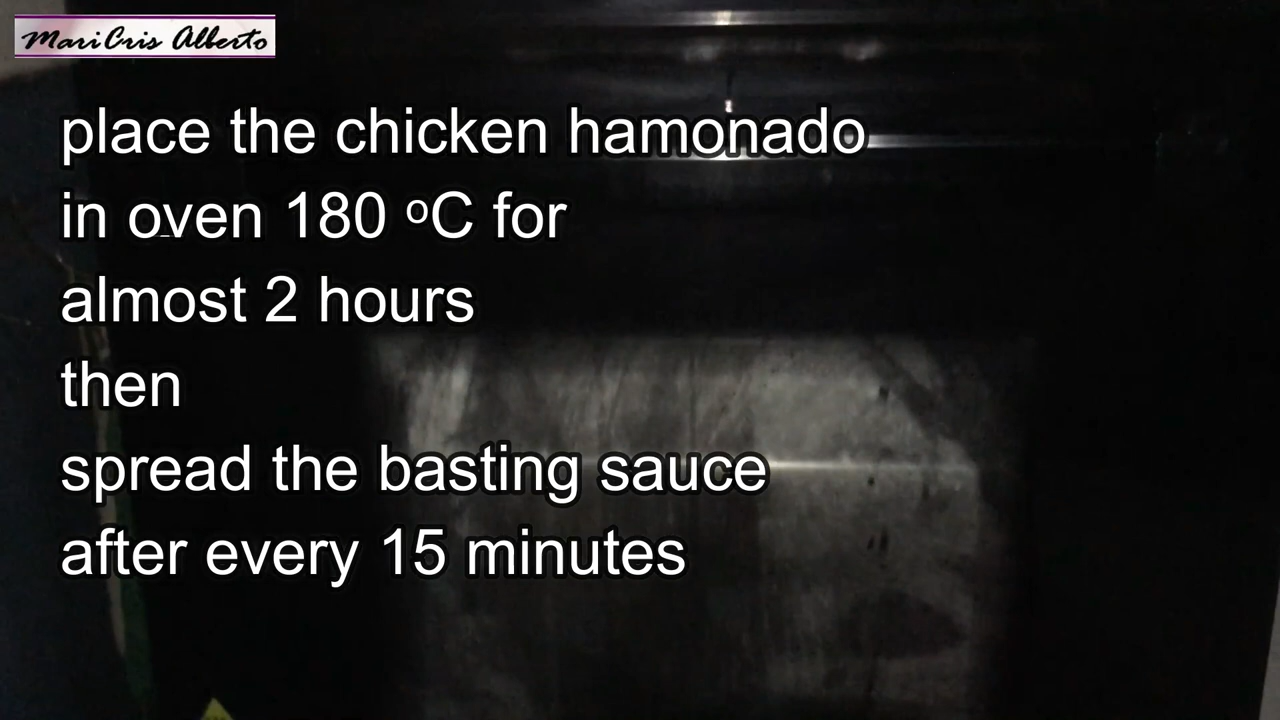 MariCris Alberto
place the chicken hamonado
in oven 180 ºC for
almost 2 hours
then
spread the basting sauce
after every 15 minutes